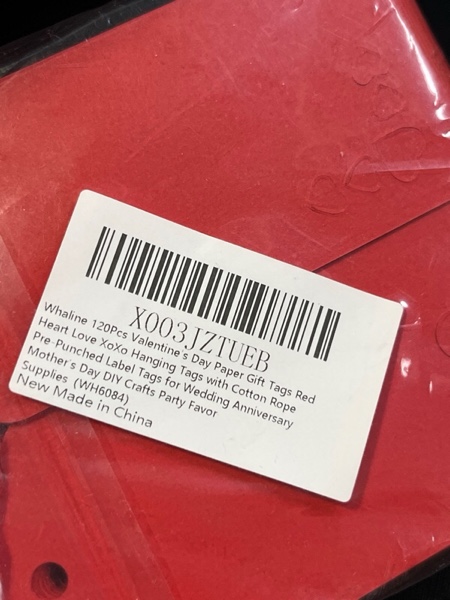 X003JZTUEB
Whaline 120Pcs Valentine's Day Paper Gift Tags Red
Heart Love XoXo Hanging Tags with Cotton Rope
Pre-Punched Label Tags for Wedding Anniversary
Mother's Day DIY Crafts Party Favor
Supplies (WH6084)
New Made in China